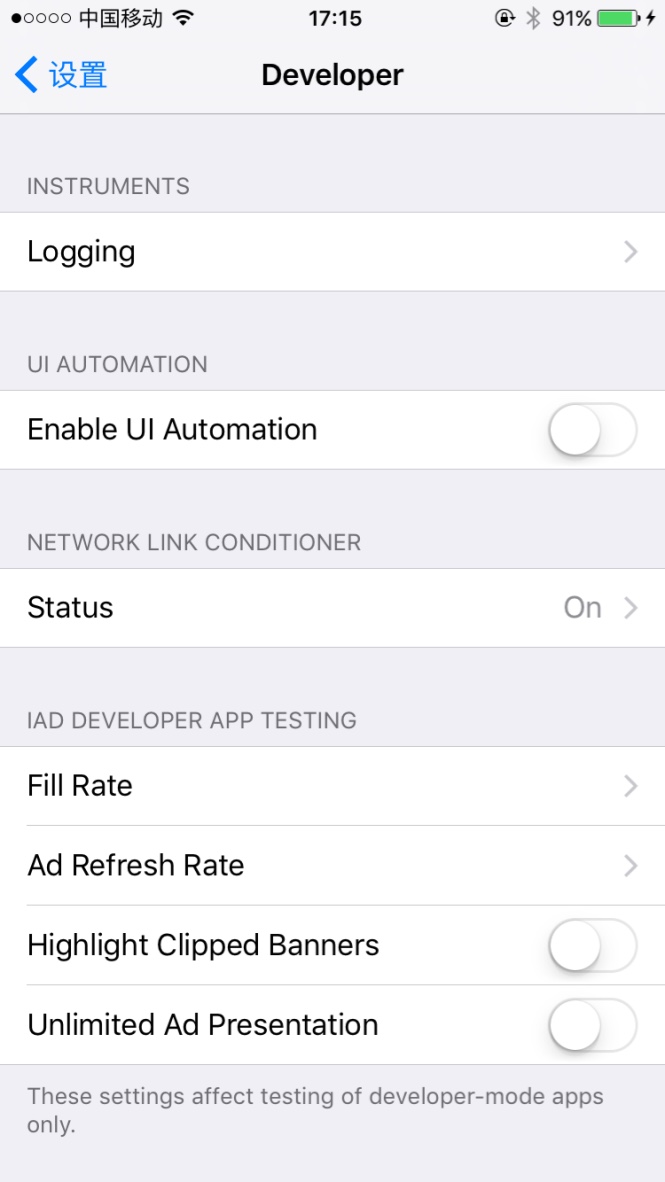 中国移动 17:15 91%
设置 Developer
INSTRUMENTS
Logging
UI AUTOMATION
Enable UI Automation
NETWORK LINK CONDITIONER
Status On
IAD DEVELOPER APP TESTING
Fill Rate
Ad Refresh Rate
Highlight Clipped Banners
Unlimited Ad Presentation
These settings affect testing of developer-mode apps
only.